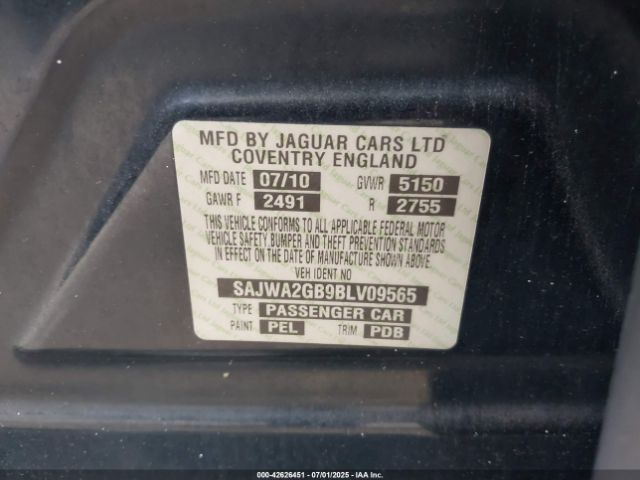 MFD BY JAGUAR CARS LTD
COVENTRY ENGLAND
MFD DATE 07/10 GVWR 5150
GAWR F 2491 R 2755
THIS VEHICLE CONFORMS TO ALL APPLICABLE FEDERAL MOTOR
VEHICLE SAFETY, BUMPER AND THEFT PREVENTION STANDARDS
IN EFFECT ON THE DATE OF MANUFACTURE SHOWN ABOVE.
VEH IDENT NO
SAJWA2GB9BLV09565
TYPE PASSENGER CAR
PAINT PEL TRIM PDB
000-42626451 - 07/01/2025 - IAA Inc.